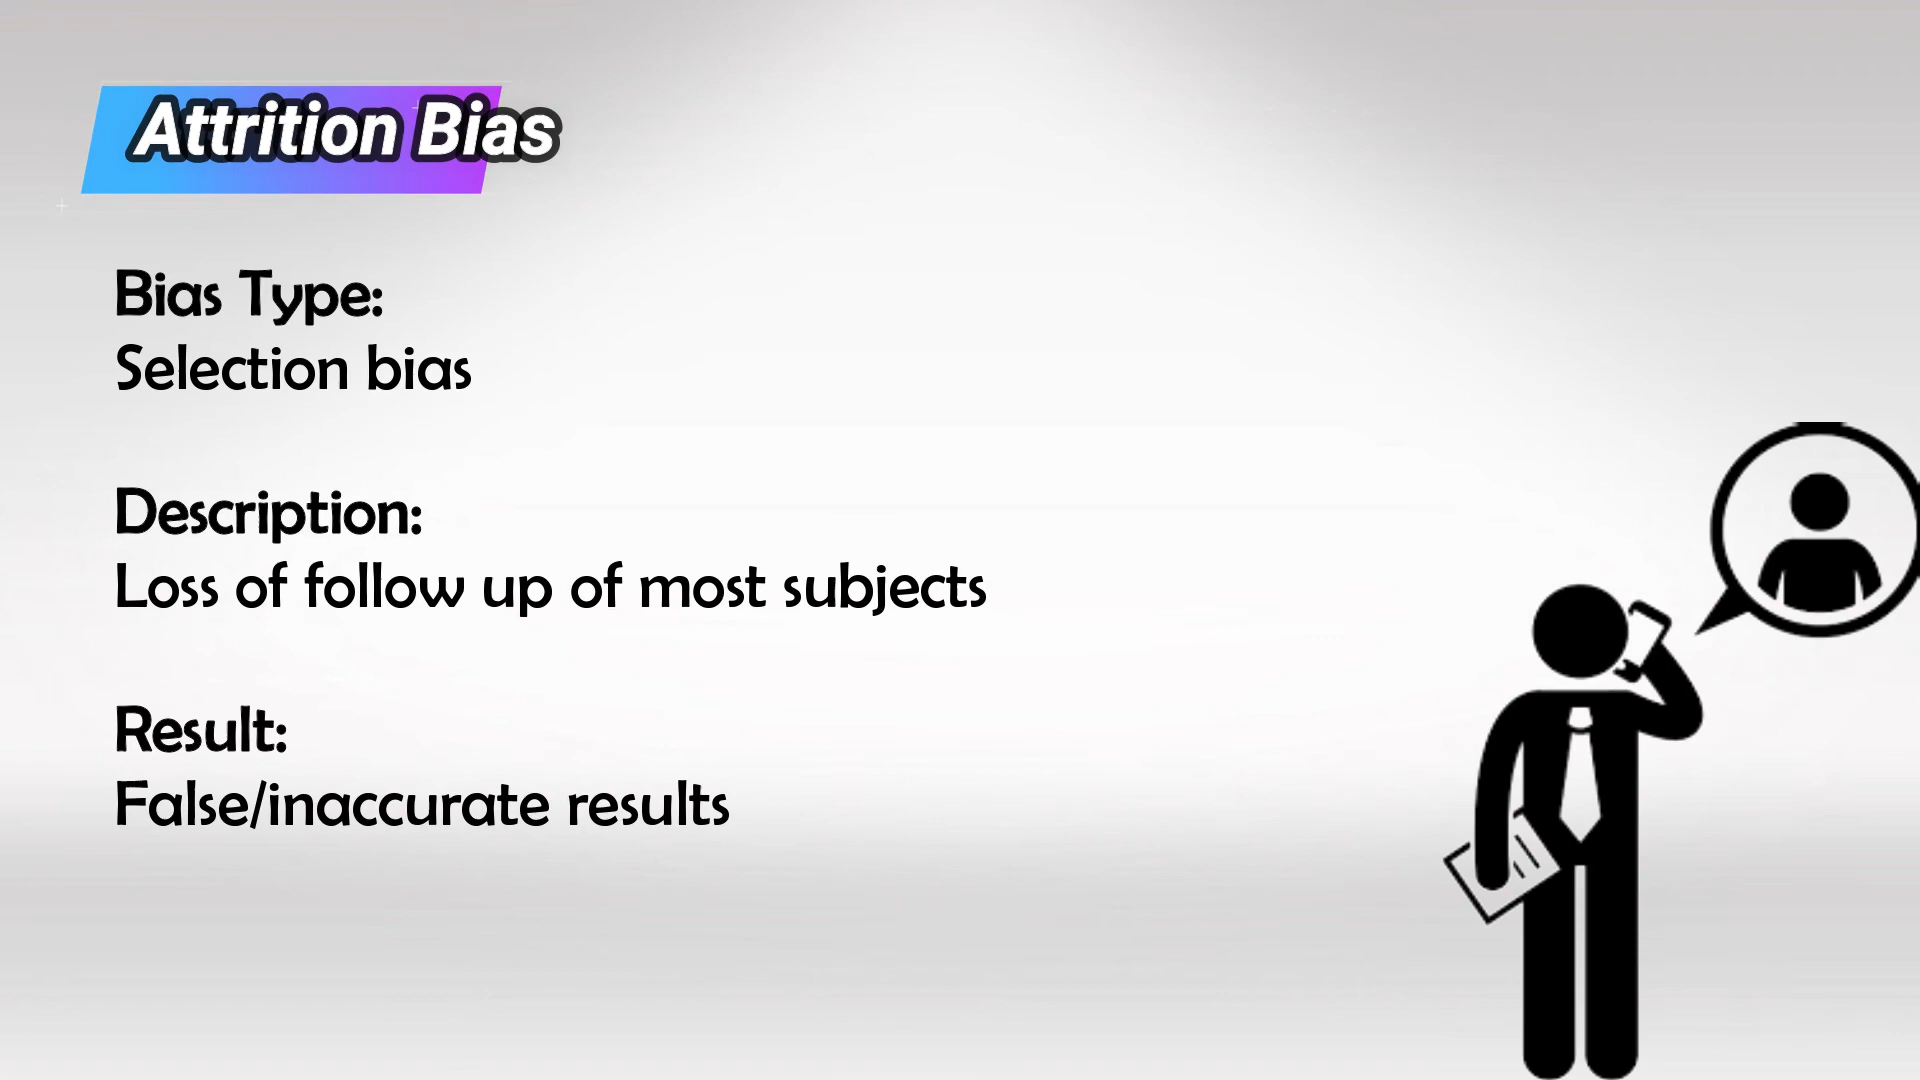 Attrition Bias
Bias Type:
Selection bias
Description:
Loss of follow up of most subjects
Result:
False/inaccurate results